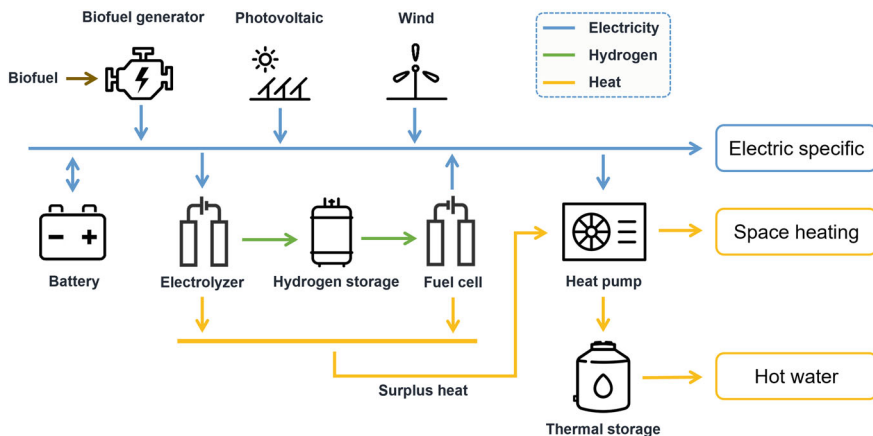 Biofuel generator
Photovoltaic
Wind
Electricity
Hydrogen
Heat
Biofuel
Electric specific
Space heating
Battery
Electrolyzer
Hydrogen storage
Fuel cell
Heat pump
Surplus heat
Hot water
Thermal storage